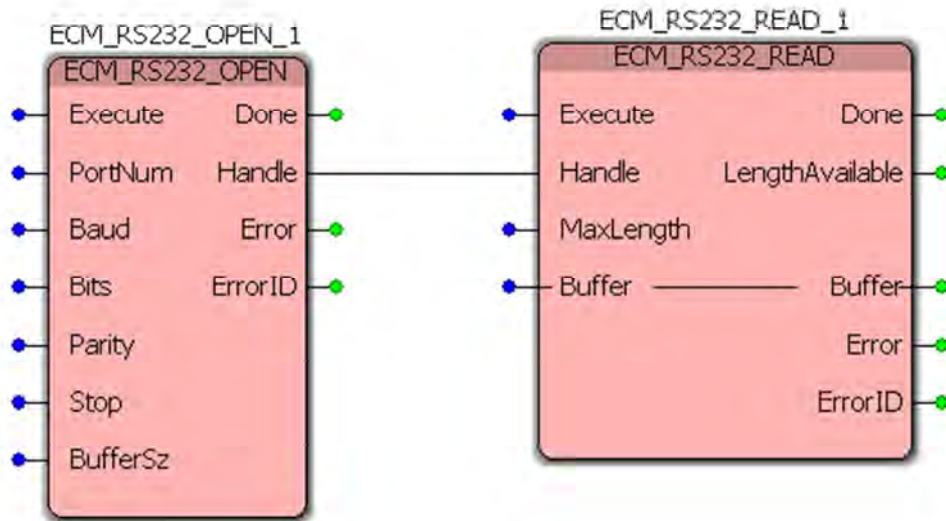 ECM_RS232_OPEN_1
ECM_RS232_OPEN
Execute Done
PortNum Handle
Baud Error
Bits ErrorID
Parity
Stop
BufferSz
ECM_RS232_READ_1
ECM_RS232_READ
Execute Done
Handle LengthAvailable
MaxLength
Buffer Buffer
Error
ErrorID